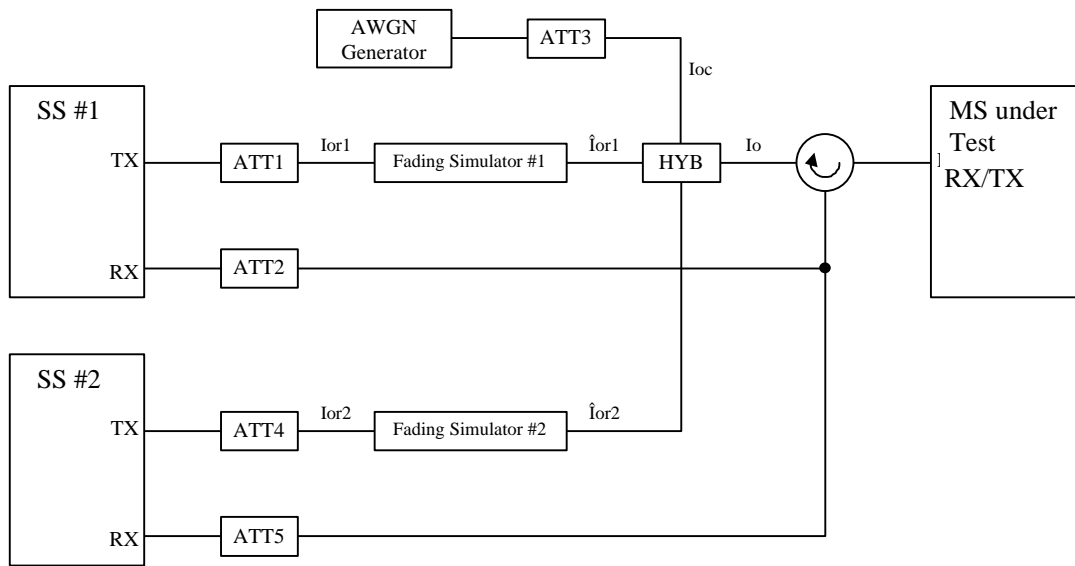 AWGN
Generator
ATT3
Ioc
SS #1
TX
ATT1
Ior1
Fading Simulator #1
Îor1
HYB
Io
MS under
Test
RX/TX
RX
ATT2
SS #2
TX
ATT4
Ior2
Fading Simulator #2
Îor2
RX
ATT5